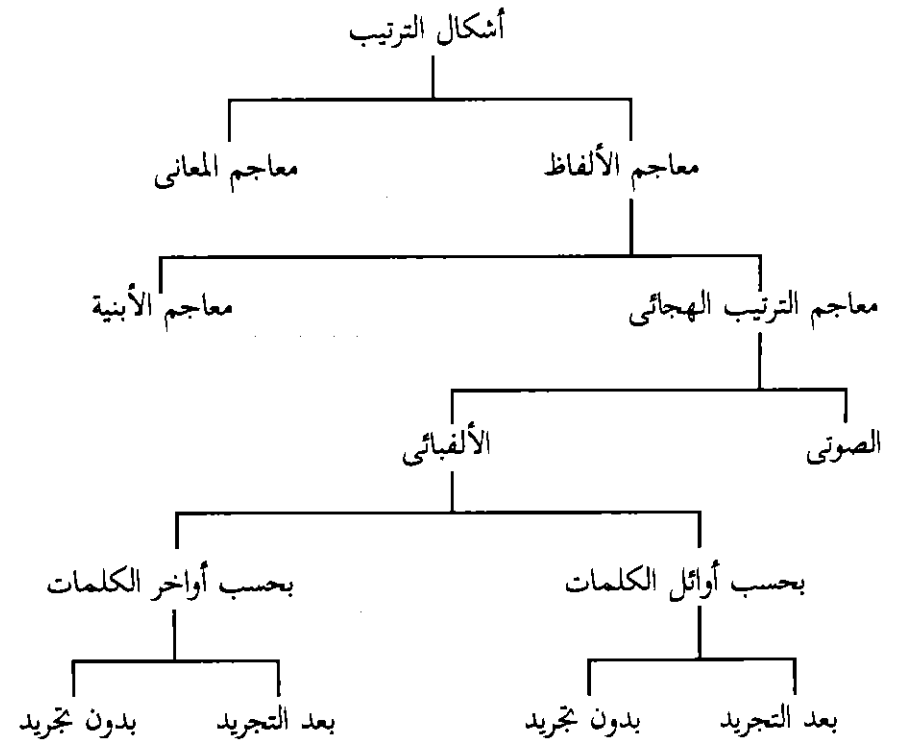 أشكال الترتيب
معاجم الألفاظ معاجم المعانى
معاجم الترتيب الهجائى معاجم الأبنية
الصوتى الألفبائى
بحسب أوائل الكلمات بحسب أواخر الكلمات
بعد التجريد بدون تجريد بعد التجريد بدون تجريد